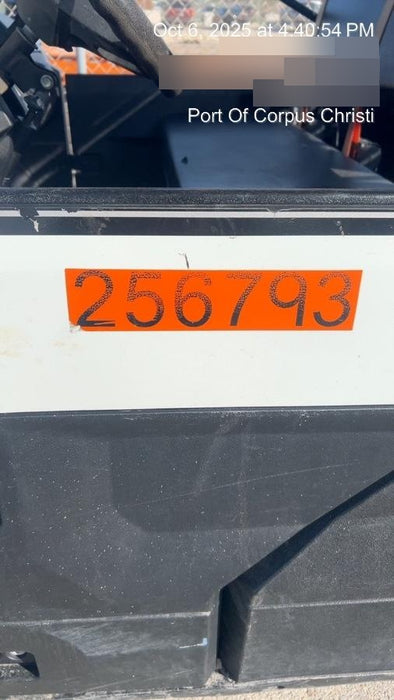 Oct 6, 2025 at 4:40:54 PM
Port Of Corpus Christi
256793